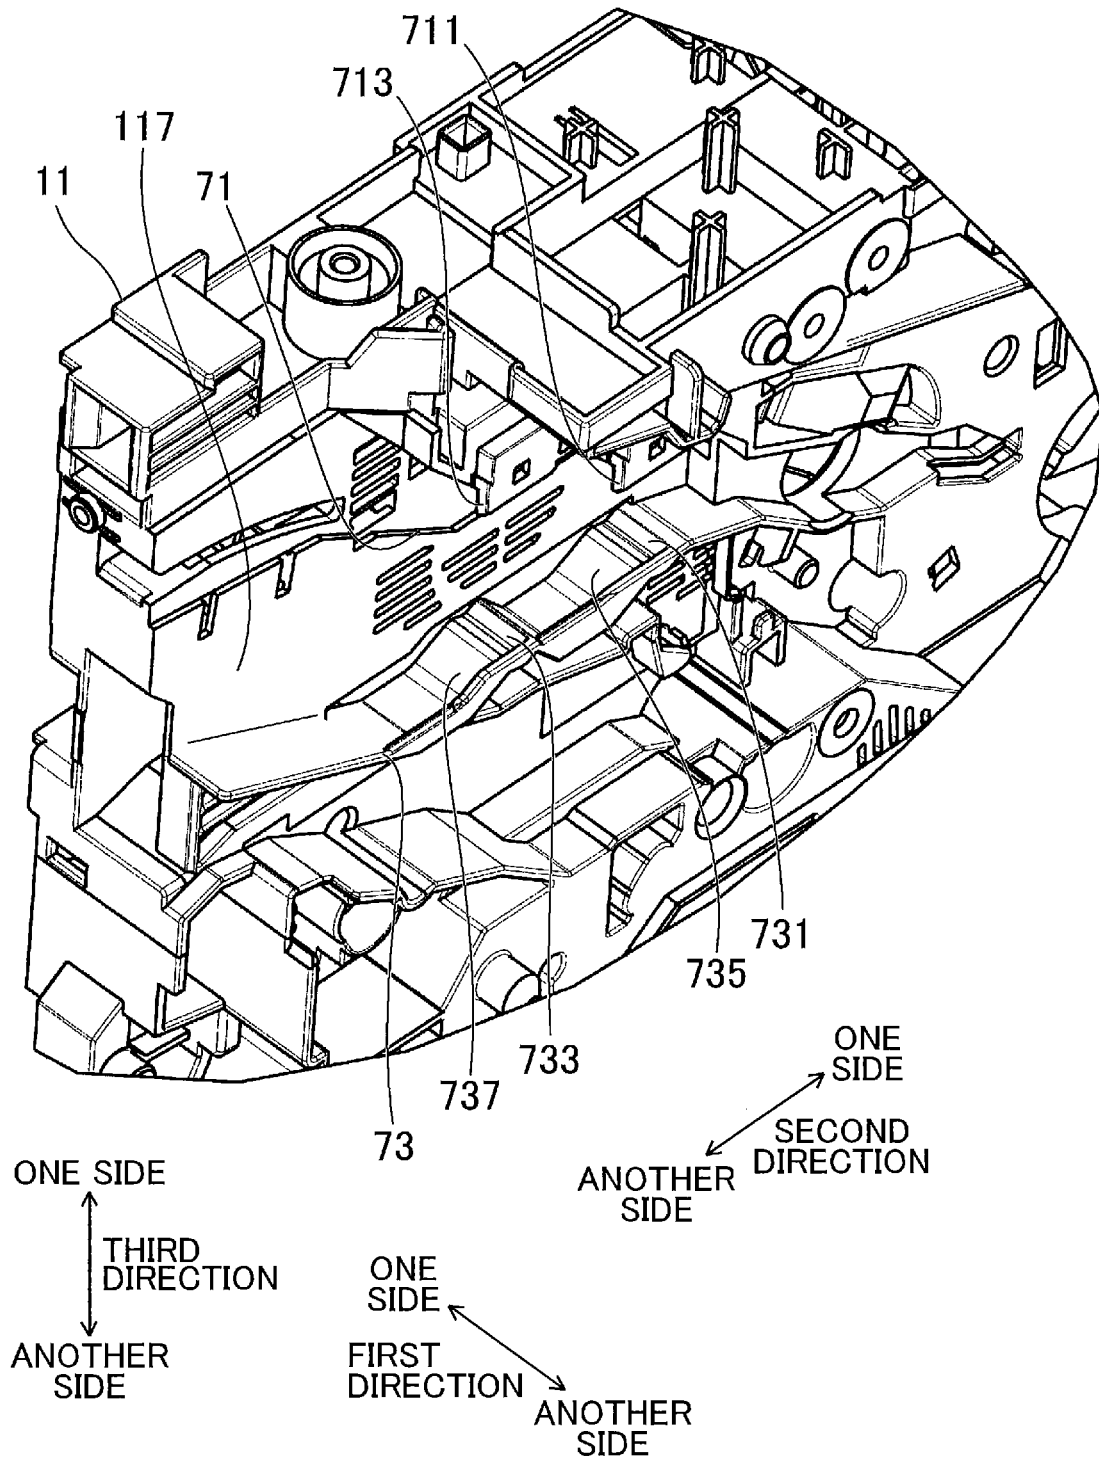 711
713
117
11
71
731
735
733
737
73
ONE
SIDE
SECOND
DIRECTION
ANOTHER
SIDE
ONE SIDE
THIRD
DIRECTION
ANOTHER
SIDE
ONE
SIDE
FIRST
DIRECTION
ANOTHER
SIDE